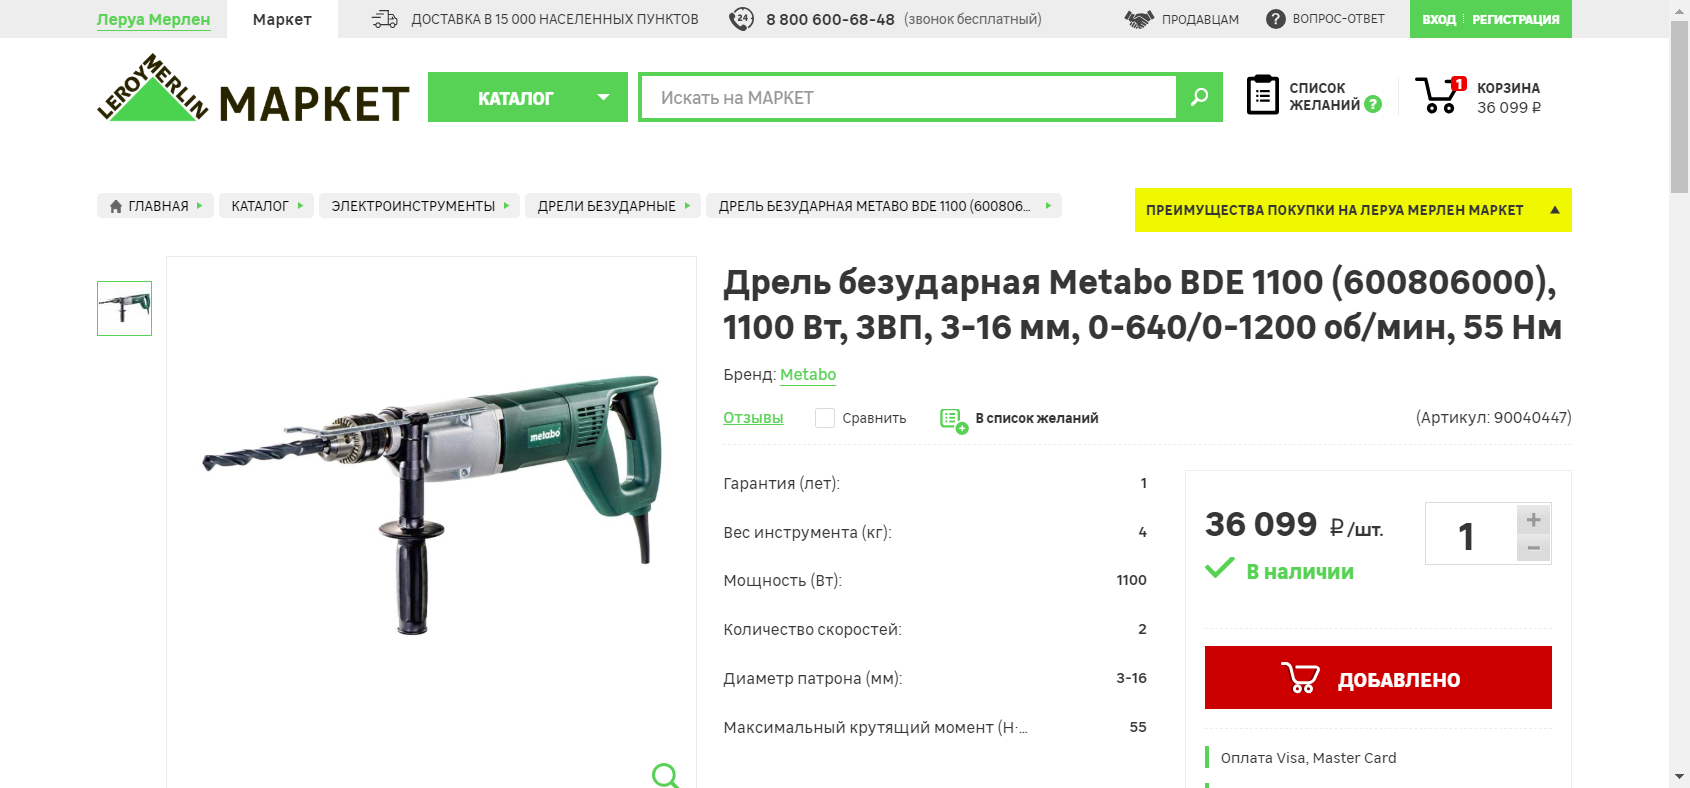 Леруа Мерлен
Маркет
ДОСТАВКА В 15 000 НАСЕЛЕННЫХ ПУНКТОВ
24
8 800 600-68-48 (звонок бесплатный)
ПРОДАВЦАМ
? ВОПРОС-ОТВЕТ
ВХОД РЕГИСТРАЦИЯ
LEROY MERLIN МАРКЕТ
КАТАЛОГ
Искать на МАРКЕТ
СПИСОК
ЖЕЛАНИЙ ?
1
КОРЗИНА
36 099 ₽
ГЛАВНАЯ
КАТАЛОГ
ЭЛЕКТРОИНСТРУМЕНТЫ
ДРЕЛИ БЕЗУДАРНЫЕ
ДРЕЛЬ БЕЗУДАРНАЯ METABO BDE 1100 (600806...
ПРЕИМУЩЕСТВА ПОКУПКИ НА ЛЕРУА МЕРЛЕН МАРКЕТ
metabo
Дрель безударная Metabo BDE 1100 (600806000),
1100 Вт, ЗВП, 3-16 мм, 0-640/0-1200 об/мин, 55 Нм
Бренд: Metabo
Отзывы
Сравнить
В список желаний
(Артикул: 90040447)
Гарантия (лет): 1
Вес инструмента (кг): 4
Мощность (Вт): 1100
Количество скоростей: 2
Диаметр патрона (мм): 3-16
Максимальный крутящий момент (Н·... 55
36 099 ₽/шт.
1
+
−
В наличии
ДОБАВЛЕНО
Оплата Visa, Master Card